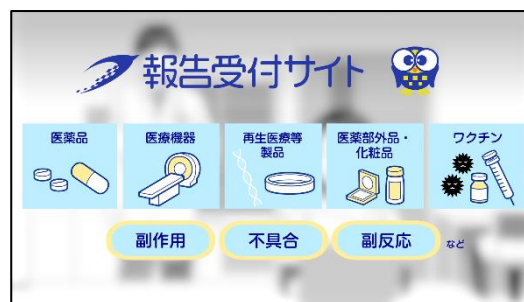 報告受付サイト
医薬品
医療機器
再生医療等
製品
医薬部外品・
化粧品
ワクチン
副作用
不具合
副反応
など